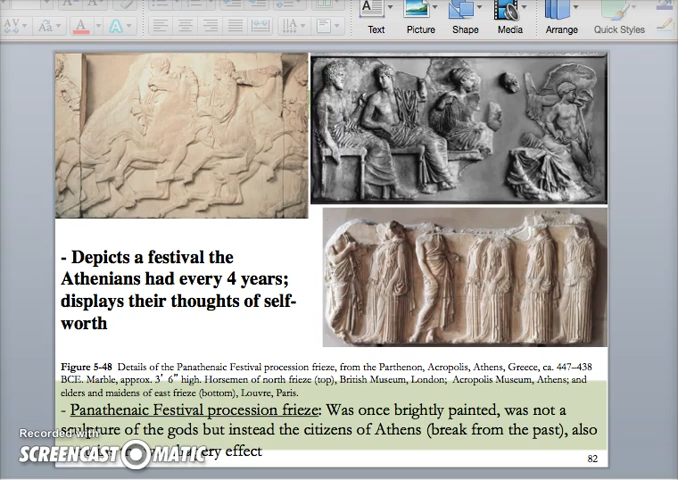 Text
Picture
Shape
Media
Arrange
Quick Styles
- Depicts a festival the
Athenians had every 4 years;
displays their thoughts of self-
worth
Figure 5-48 Details of the Panathenaic Festival procession frieze, from the Parthenon, Acropolis, Athens, Greece, ca. 447–438
BCE. Marble, approx. 3' 6" high. Horsemen of north frieze (top), British Museum, London; Acropolis Museum, Athens; and
elders and maidens of east frieze (bottom), Louvre, Paris.
- Panathenaic Festival procession frieze: Was once brightly painted, was not a
sculpture of the gods but instead the citizens of Athens (break from the past), also
effect
82
Recorded with
SCREENCAST MATIC